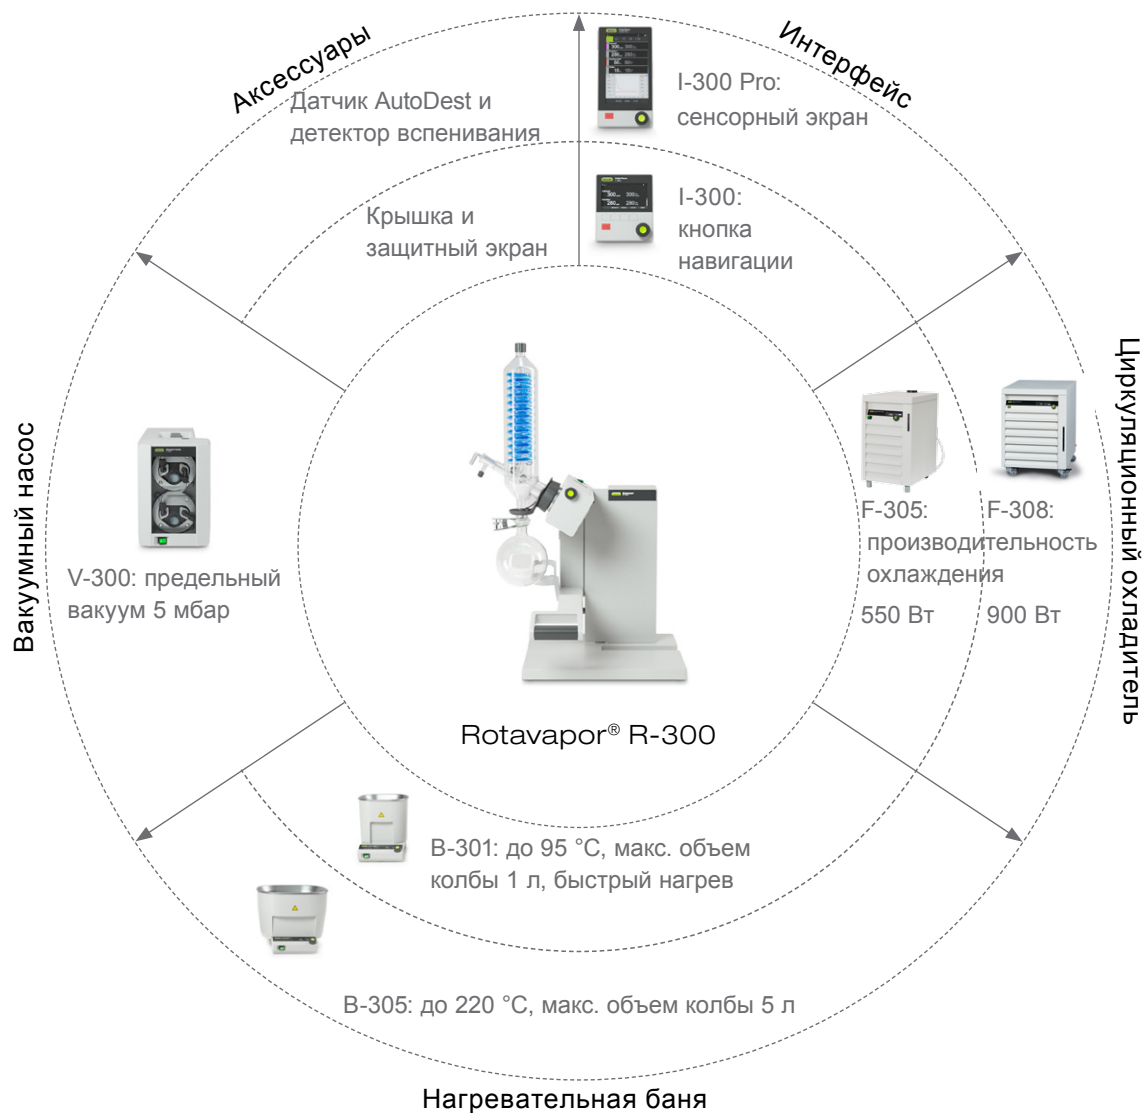 Аксессуары
Интерфейс
Датчик AutoDest и
детектор вспенивания
I-300 Pro:
сенсорный экран
Крышка и
защитный экран
I-300:
кнопка
навигации
Циркуляционный охладитель
F-305:
F-308:
производительность
охлаждения
550 Вт
900 Вт
Вакуумный насос
V-300: предельный
вакуум 5 мбар
Rotavapor® R-300
B-301: до 95 °C, макс. объем
колбы 1 л, быстрый нагрев
B-305: до 220 °C, макс. объем колбы 5 л
Нагревательная баня